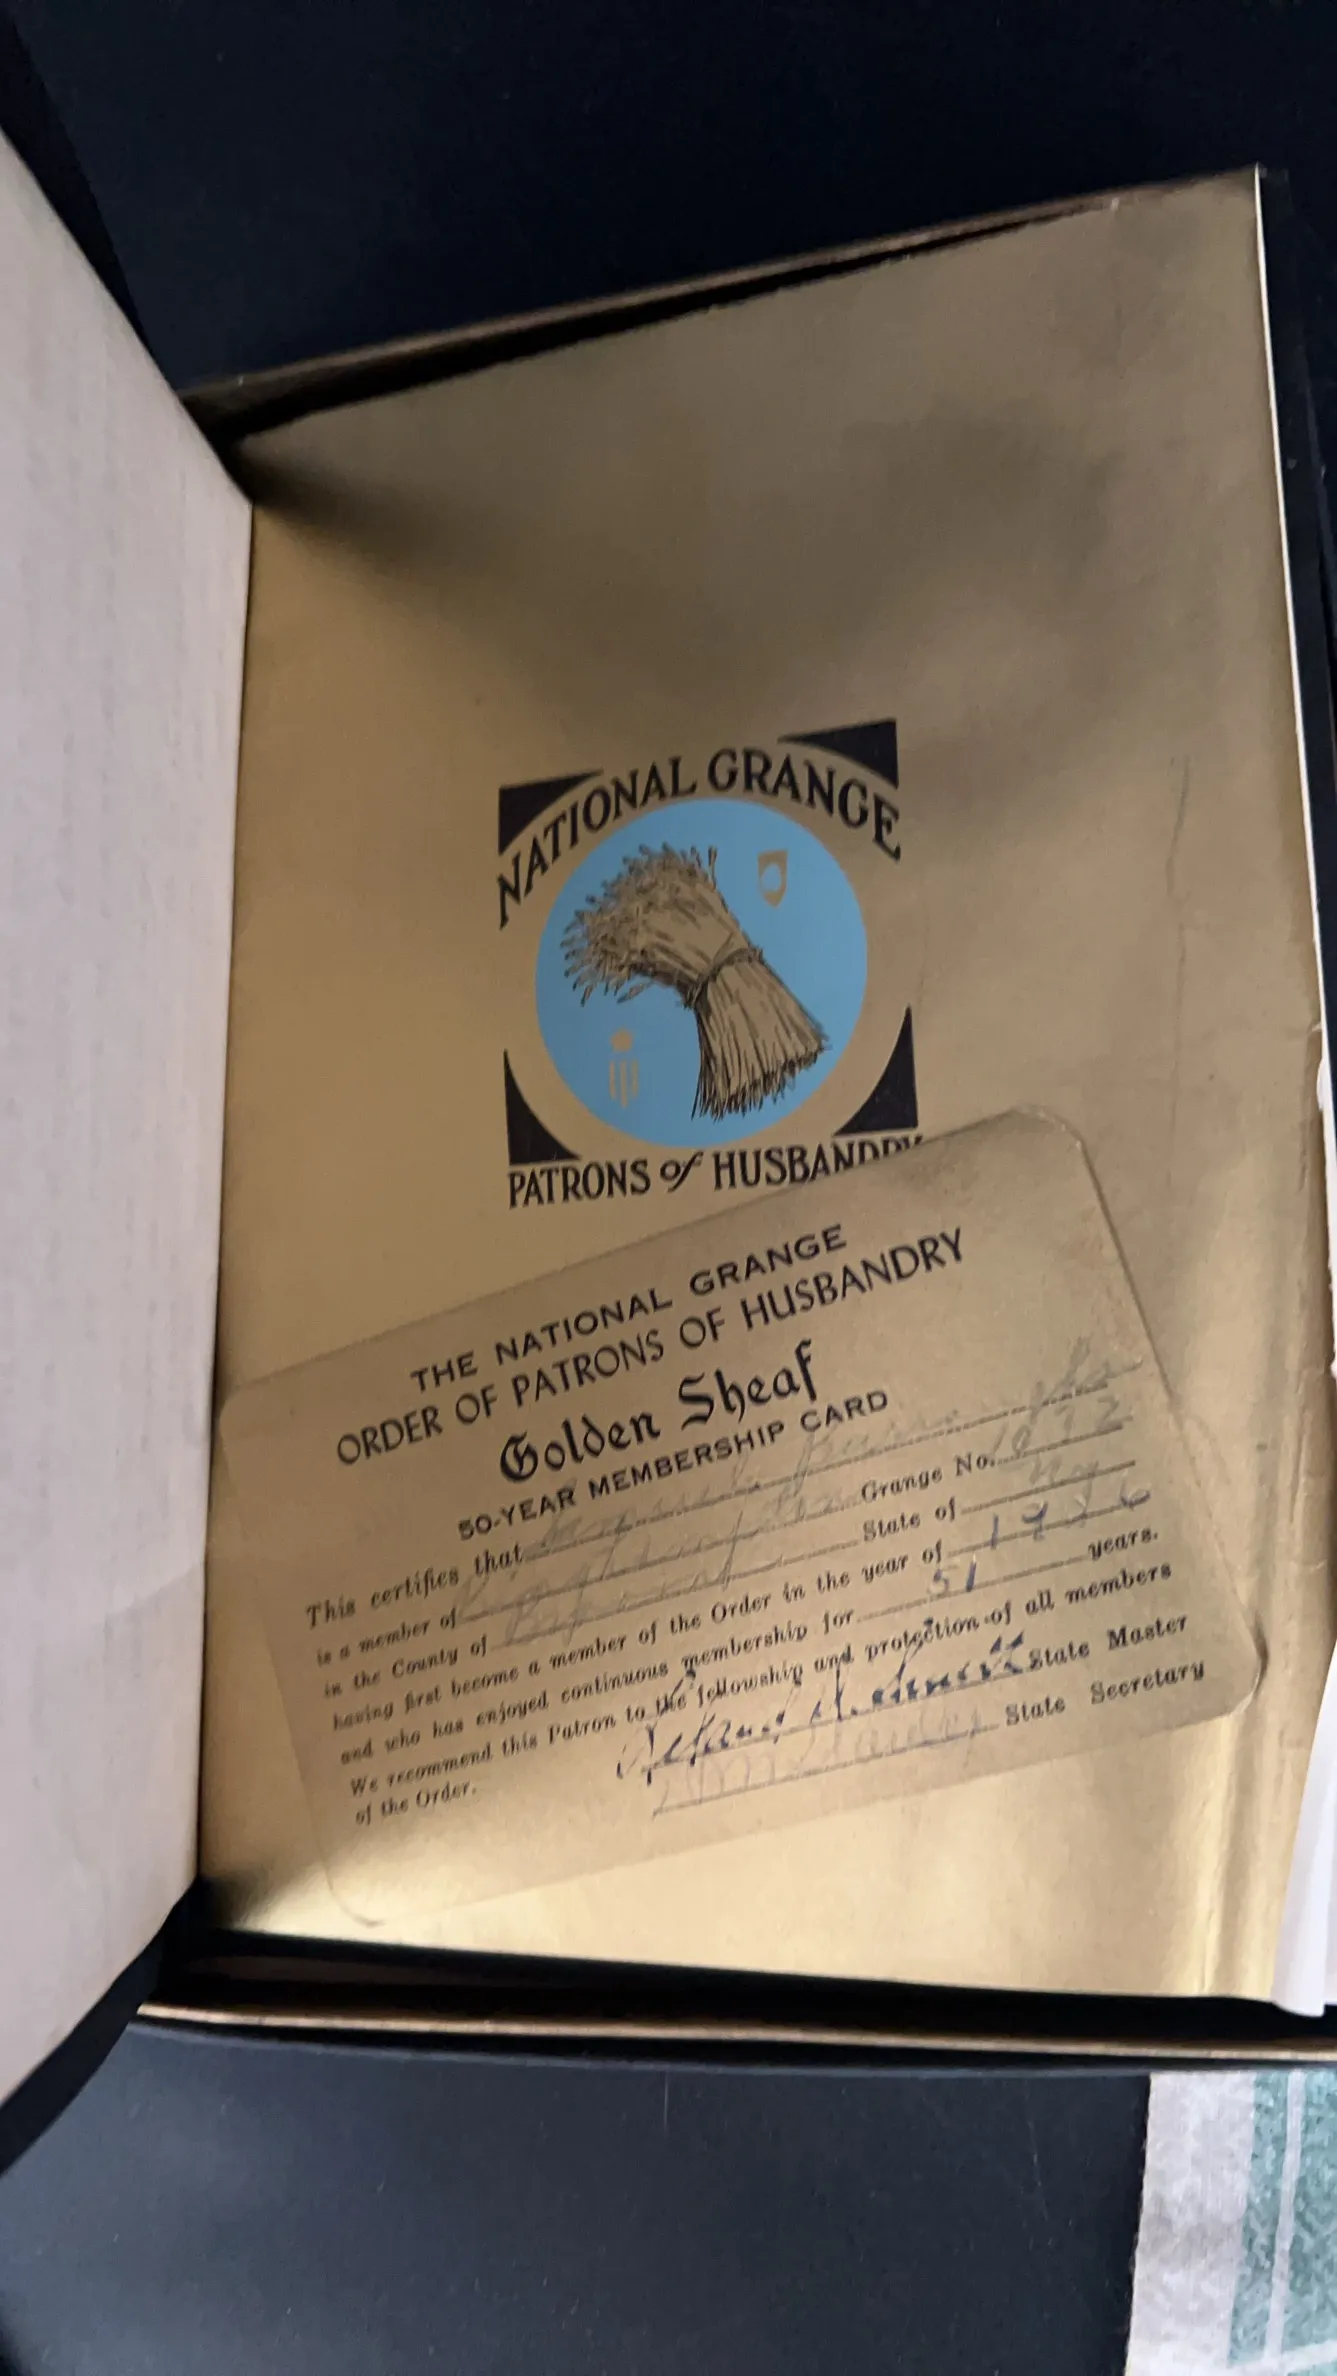 NATIONAL GRANGE
PATRONS of HUSBANDRY
THE NATIONAL GRANGE
ORDER OF PATRONS OF HUSBANDRY
Golden Sheaf
50-YEAR MEMBERSHIP CARD
This certifies that
is a member of Grange No.
in the County of State of N.Y.
having first become a member of the Order in the year of 1926
and who has enjoyed continuous membership for 51 years.
We recommend this Patron to the fellowship and protection of all members
of the Order.
State Master
State Secretary